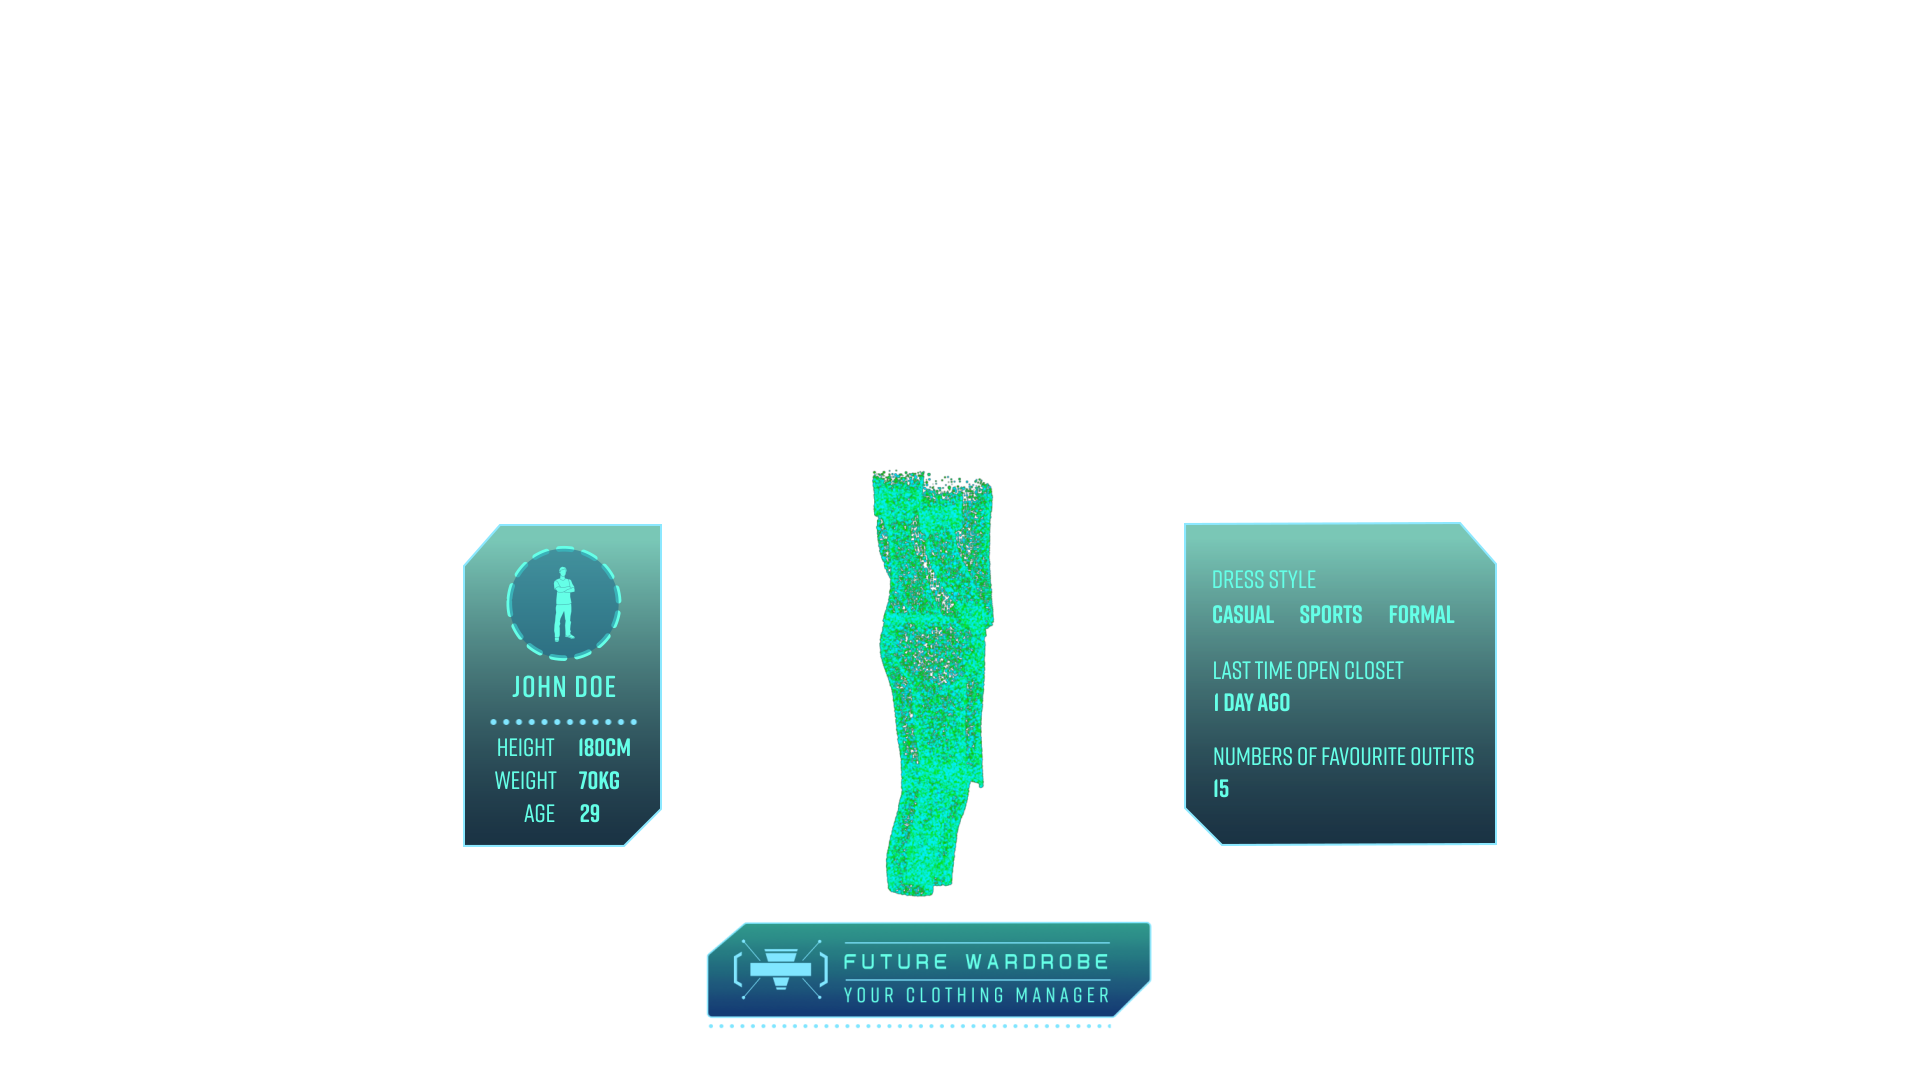 JOHN DOE
HEIGHT 180CM
WEIGHT 70KG
AGE 29
DRESS STYLE
CASUAL SPORTS FORMAL
LAST TIME OPEN CLOSET
1 DAY AGO
NUMBERS OF FAVOURITE OUTFITS
15
FUTURE WARDROBE
YOUR CLOTHING MANAGER